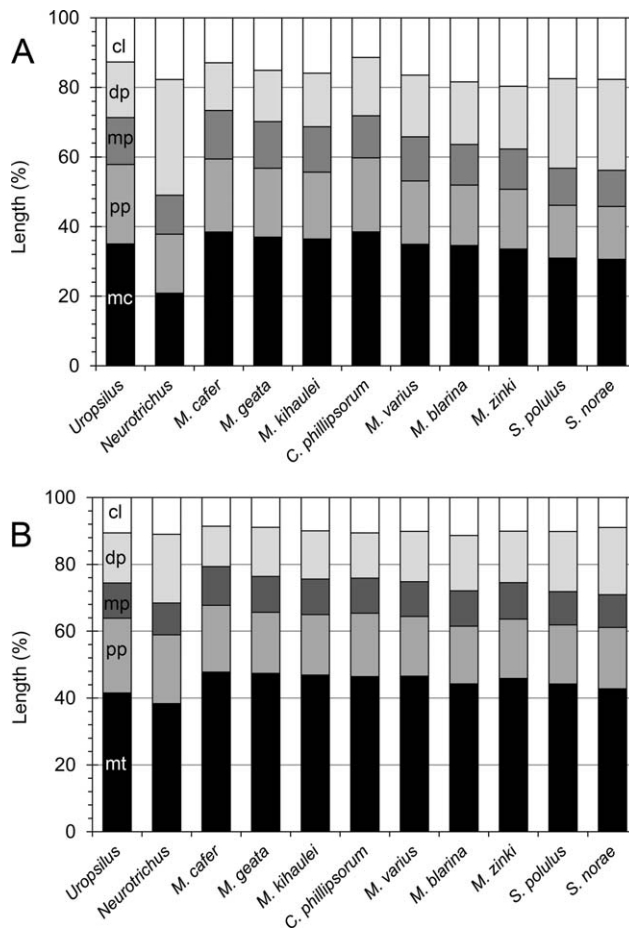 A
Length (%)
100
80
60
40
20
0
cl
dp
mp
pp
mc
Uropsilus
Neurotrichus
M. cafer
M. geata
M. kihaulei
C. phillipsorum
M. varius
M. blarina
M. zinki
S. polulus
S. norae
B
Length (%)
100
80
60
40
20
0
cl
dp
mp
pp
mt
Uropsilus
Neurotrichus
M. cafer
M. geata
M. kihaulei
C. phillipsorum
M. varius
M. blarina
M. zinki
S. polulus
S. norae